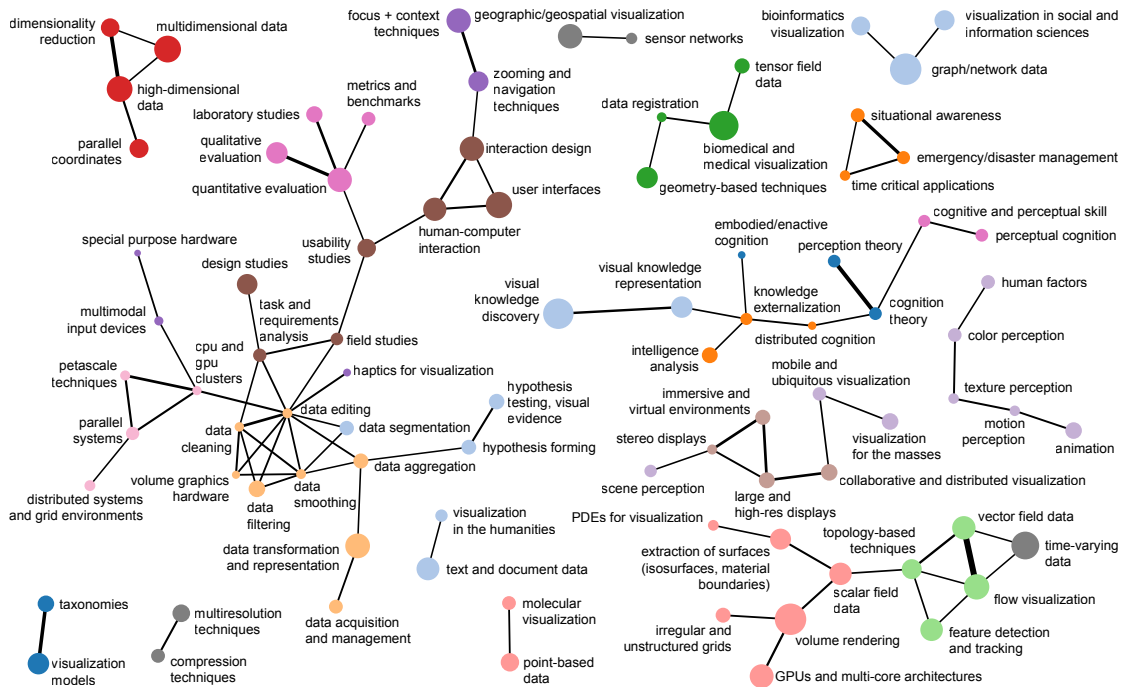 dimensionality
reduction
multidimensional data
high-dimensional
data
parallel
coordinates
focus + context
techniques
geographic/geospatial visualization
sensor networks
zooming and
navigation
techniques
bioinformatics
visualization
visualization in social and
information sciences
graph/network data
tensor field
data
data registration
biomedical and
medical visualization
geometry-based techniques
situational awareness
emergency/disaster management
time critical applications
metrics and
benchmarks
laboratory studies
qualitative
evaluation
quantitative evaluation
interaction design
user interfaces
human-computer
interaction
usability
studies
special purpose hardware
design studies
multimodal
input devices
task and
requirements
analysis
field studies
cpu and
gpu
clusters
petascale
techniques
parallel
systems
distributed systems
and grid environments
haptics for visualization
data editing
data
cleaning
data segmentation
hypothesis
testing, visual
evidence
hypothesis forming
data aggregation
volume graphics
hardware
data
smoothing
data
filtering
data transformation
and representation
data acquisition
and management
visualization
in the humanities
text and document data
embodied/enactive
cognition
perception theory
cognitive and perceptual skill
perceptual cognition
visual
knowledge
discovery
visual knowledge
representation
knowledge
externalization
cognition
theory
distributed cognition
intelligence
analysis
human factors
color perception
texture perception
motion
perception
animation
mobile and
ubiquitous visualization
immersive and
virtual environments
stereo displays
visualization
for the masses
scene perception
large and
high-res displays
collaborative and distributed visualization
PDEs for visualization
extraction of surfaces
(isosurfaces, material
boundaries)
topology-based
techniques
vector field data
time-varying
data
scalar field
data
flow visualization
feature detection
and tracking
irregular and
unstructured grids
volume rendering
GPUs and multi-core architectures
taxonomies
visualization
models
multiresolution
techniques
compression
techniques
molecular
visualization
point-based
data